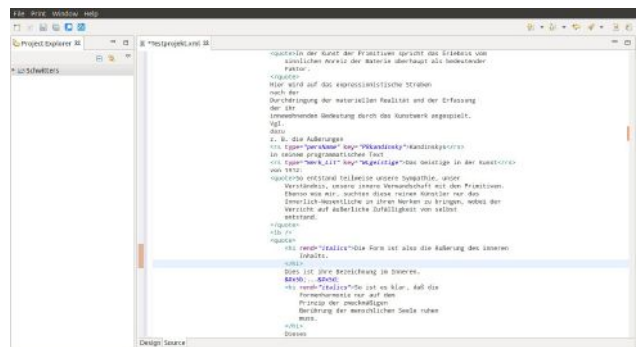 File Print Window Help
Project Explorer
*Testprojekt.xml
Schwitters
<quote>In der Kunst der Primitiven spricht das Erlebnis vom
sinnlichen Anreiz der Materie überhaupt als bedeutender
Faktor.
</quote>
Hier wird auf das expressionistische Streben
nach der
Durchdringung der materiellen Realität und der Erfassung
der ihr
innewohnenden Bedeutung durch das Kunstwerk angespielt.
Vgl.
dazu
z. B. die Äußerungen
<rs type="persName" key="PNkandinsky">Kandinskys</rs>
in seinem programmatischen Text
<rs type="Werk_Lit" key="WLgeistige">Das Geistige in der Kunst</rs>
von 1912:
<quote>So entstand teilweise unsere Sympathie, unser
Verständnis, unsere innere Verwandschaft mit den Primitiven.
Ebenso wie wir, suchten diese reinen Künstler nur das
Innerlich-Wesentliche in ihren Werken zu bringen, wobei der
Verzicht auf äußerliche Zufälligkeit von selbst
entstand.
</quote>
<lb />
<quote>
<hi rend="italics">Die Form ist also die Äußerung des inneren
Inhalts.
</hi>
Dies ist ihre Bezeichnung im Inneren.
&#x5b;...&#x5d;
<hi rend="italics">So ist es klar, daß die
Formenharmonie nur auf dem
Prinzip der zweckmäßigen
Berührung der menschlichen Seele ruhen
muss.
</hi>
Dieses
Design Source